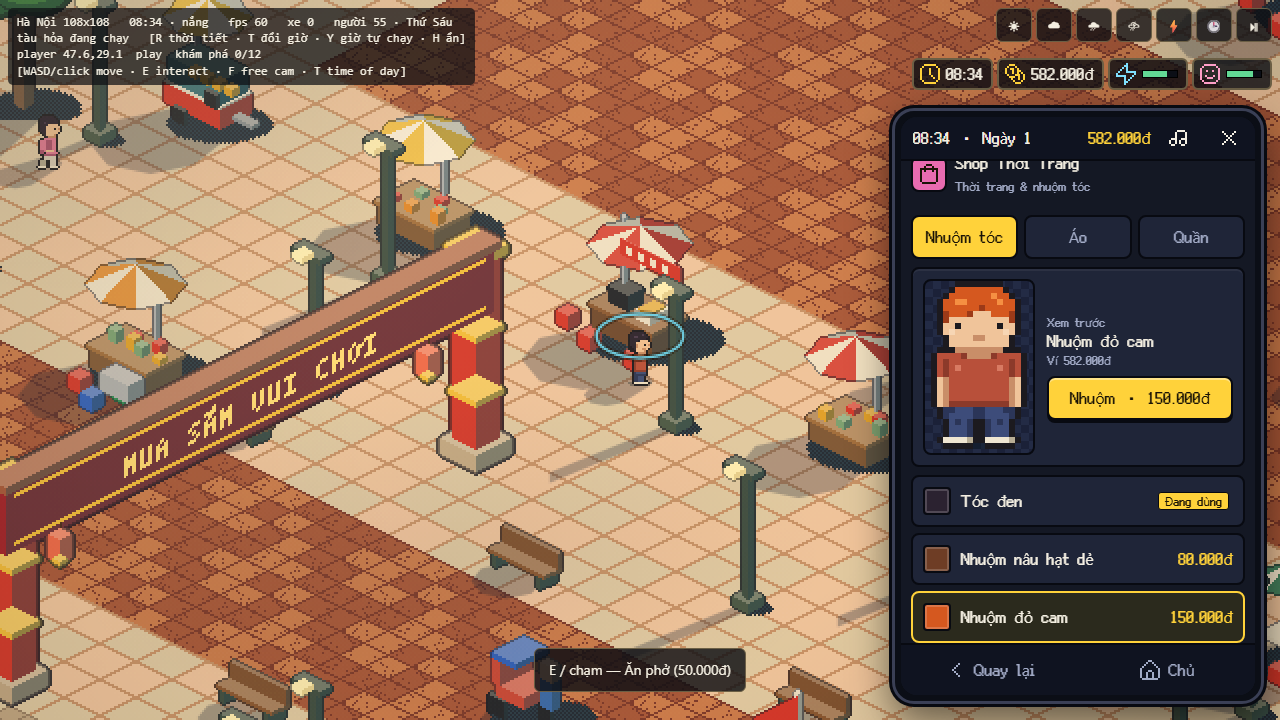 Hà Nội 108x108 08:34 · nắng fps 60 xe 0 người 55 · Thứ Sáu
tàu hỏa đang chạy [R thời tiết · T đổi giờ · Y giờ tự chạy · H ẩn]
player 47.6,29.1 play khám phá 0/12
[WASD/click move · E interact · F free cam · T time of day]
08:34
582.000đ
08:34 · Ngày 1 582.000đ
Shop Thời Trang
Thời trang & nhuộm tóc
Nhuộm tóc Áo Quần
Xem trước
Nhuộm đỏ cam
Ví 582.000đ
Nhuộm · 150.000đ
Tóc đen Đang dùng
Nhuộm nâu hạt dẻ 80.000đ
Nhuộm đỏ cam 150.000đ
Quay lại Chủ
MUA SẮM VUI CHƠI
E / chạm — Ăn phở (50.000đ)